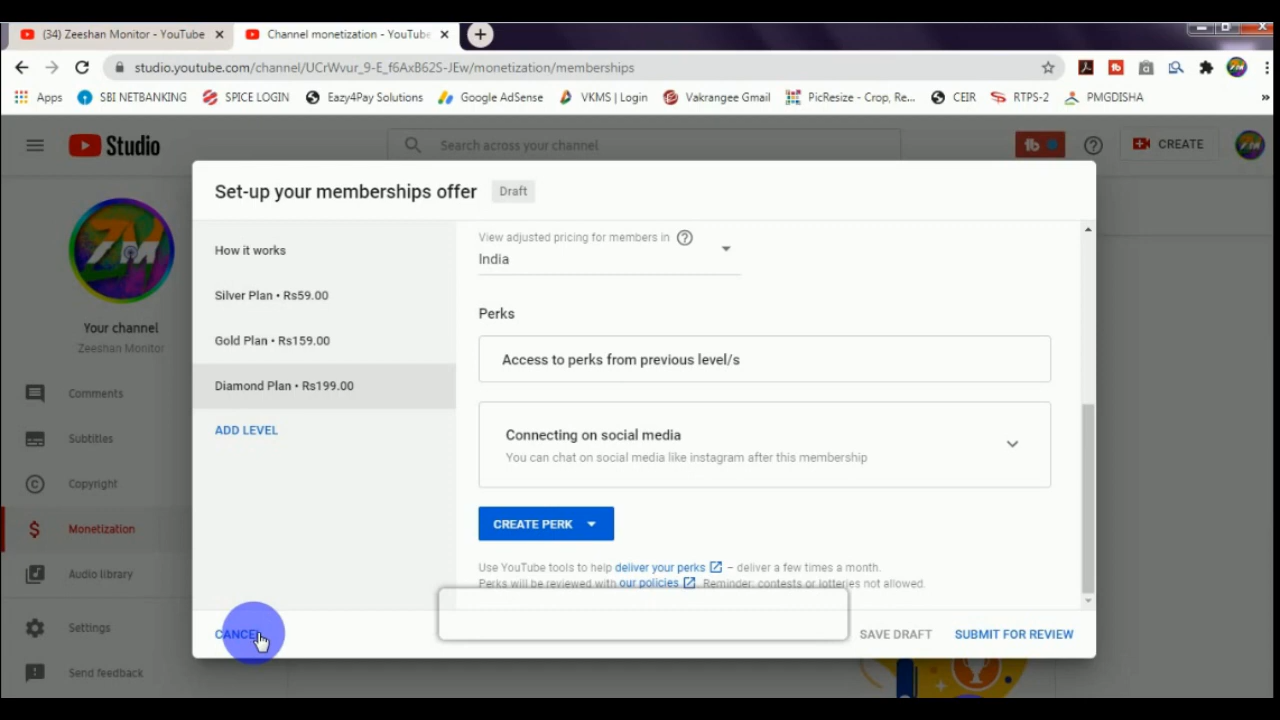 (34) Zeeshan Monitor - YouTube
Channel monetization - YouTube
studio.youtube.com/channel/UCrWvur_9-E_f6AxB62S-JEw/monetization/memberships
Apps SBI NETBANKING SPICE LOGIN Eazy4Pay Solutions Google AdSense VKMS | Login Vakrangee Gmail PicResize - Crop, Re... CEIR RTPS-2 PMGDISHA »
Studio
Search across your channel
CREATE
Set-up your memberships offer Draft
ZM
Your channel
Zeeshan Monitor
Comments
Subtitles
Copyright
Monetization
Audio library
Settings
Send feedback
How it works
Silver Plan • Rs59.00
Gold Plan • Rs159.00
Diamond Plan • Rs199.00
ADD LEVEL
View adjusted pricing for members in
India
Perks
Access to perks from previous level/s
Connecting on social media
You can chat on social media like instagram after this membership
CREATE PERK
Use YouTube tools to help deliver your perks – deliver a few times a month.
Perks will be reviewed with our policies Reminder: contests or lotteries not allowed.
CANCEL
SAVE DRAFT
SUBMIT FOR REVIEW